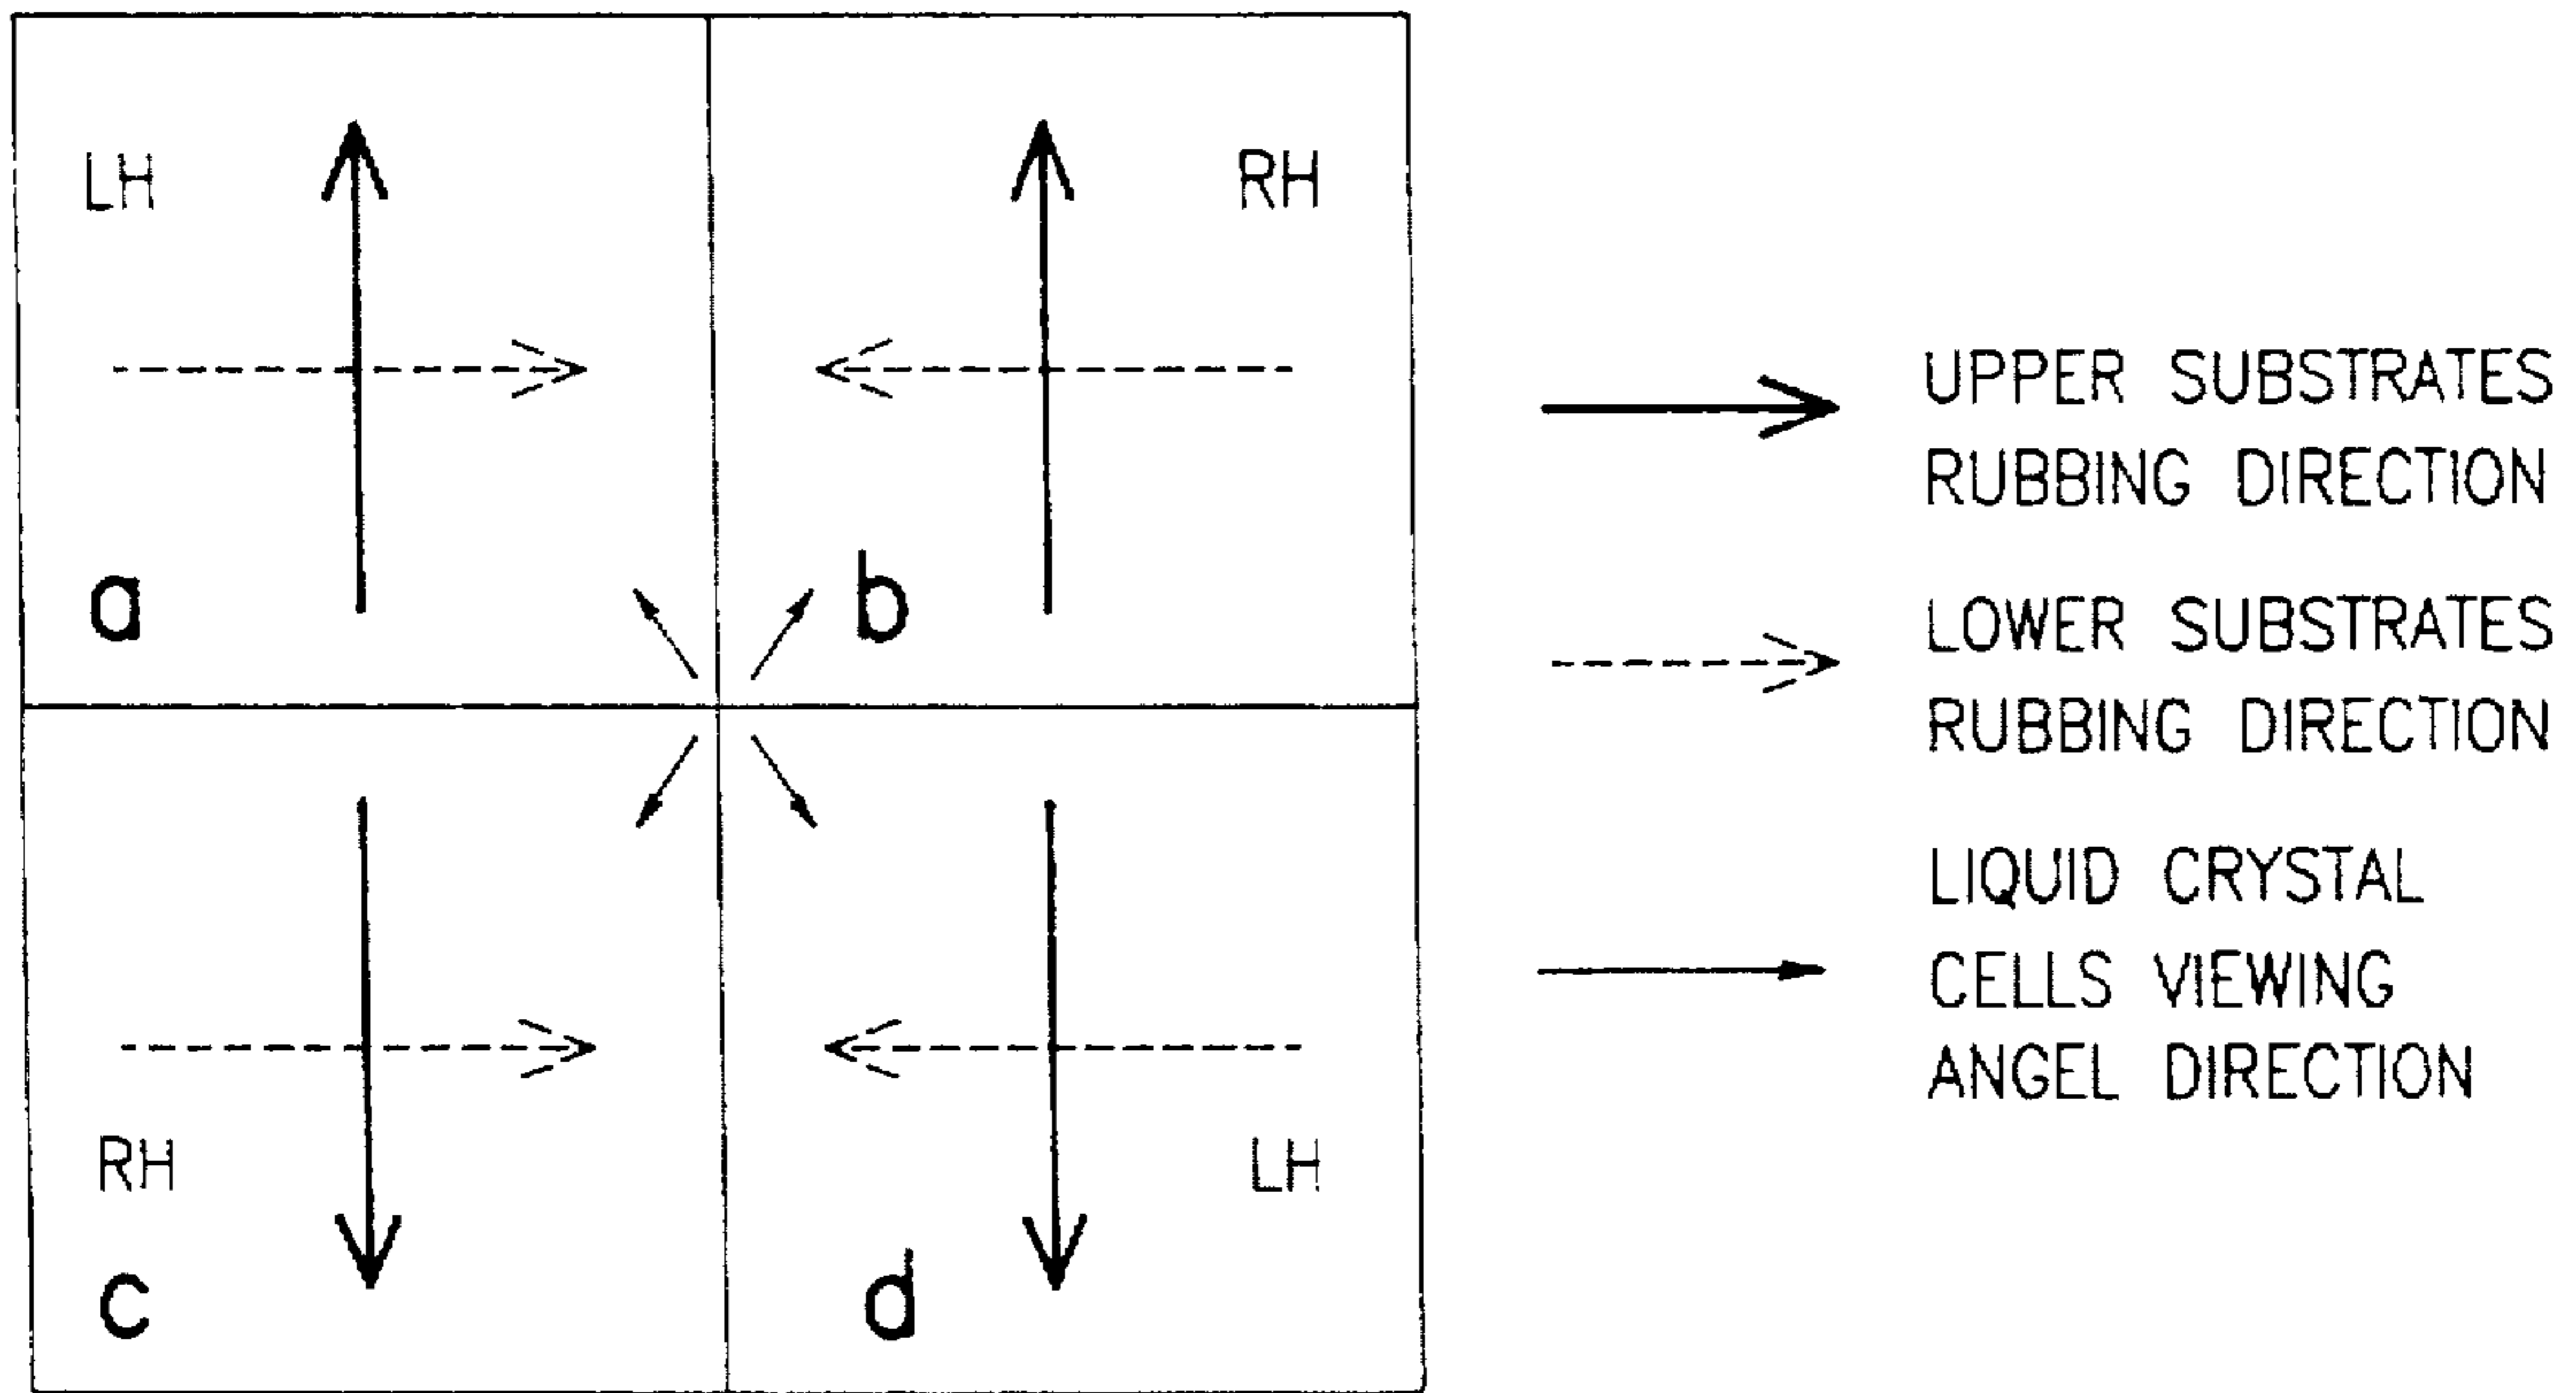 LH
RH
a
b
RH
LH
c
d
UPPER SUBSTRATES
RUBBING DIRECTION
LOWER SUBSTRATES
RUBBING DIRECTION
LIQUID CRYSTAL
CELLS VIEWING
ANGEL DIRECTION